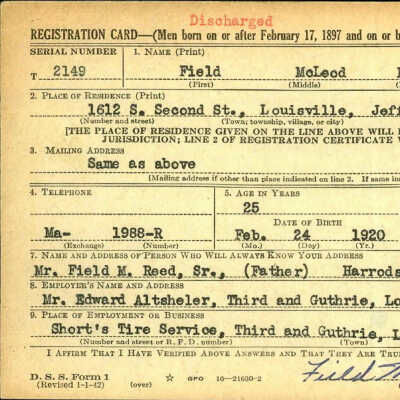 Discharged
REGISTRATION CARD—(Men born on or after February 17, 1897 and on or b
SERIAL NUMBER
1. NAME (Print)
T 2149
Field McLeod
(First) (Middle)
2. PLACE OF RESIDENCE (Print)
1612 S. Second St., Louisville, Jeff
(Number and street) (Town; township, village, or city)
[THE PLACE OF RESIDENCE GIVEN ON THE LINE ABOVE WILL
JURISDICTION; LINE 2 OF REGISTRATION CERTIFICATE
3. MAILING ADDRESS
Same as above
[Mailing address if other than place indicated on line 2. If same in
4. TELEPHONE
5. AGE IN YEARS
25
DATE OF BIRTH
Ma- 1988-R
Feb. 24 1920
(Exchange) (Number)
(Mo.) (Day) (Yr.)
7. NAME AND ADDRESS OF PERSON WHO WILL ALWAYS KNOW YOUR ADDRESS
Mr. Field M. Reed, Sr., (Father) Harrods
8. EMPLOYER'S NAME AND ADDRESS
Mr. Edward Altsheler, Third and Guthrie, Lo
9. PLACE OF EMPLOYMENT OR BUSINESS
Short's Tire Service, Third and Guthrie, L
(Number and street or R. F. D. number) (Town)
I AFFIRM THAT I HAVE VERIFIED ABOVE ANSWERS AND THAT THEY ARE TRU
D. S. S. Form 1
(Revised 1-1-42) (over) ☆ GPO 16-21630-2
Field